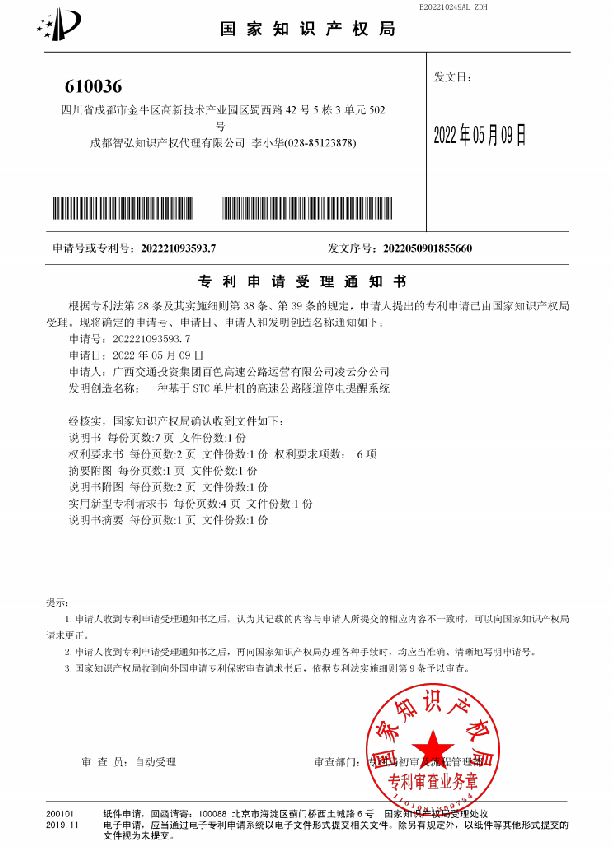 国家知识产权局
610036
四川省成都市金牛区高新技术产业园区蜀西路 42 号 5 栋 3 单元 502
号
成都智弘知识产权代理有限公司 李小华(028-85123878)
发文日：
2022年05月09日
申请号或专利号：202221093593.7
发文序号：2022050901855660
专利申请受理通知书
根据专利法第 28 条及其实施细则第 38 条、第 39 条的规定，申请人提出的专利申请已由国家知识产权局
受理。现将确定的申请号、申请日、申请人和发明创造名称通知如下：
申请号：202221093593.7
申请日：2022 年 05 月 09 日
申请人：广西交通投资集团百色高速公路运营有限公司凌云分公司
发明创造名称：一种基于 STC 单片机的高速公路隧道停电提醒系统
经核实，国家知识产权局确认收到文件如下：
说明书 每份页数:7 页 文件份数:1 份
权利要求书 每份页数:2 页 文件份数:1 份 权利要求项数： 6 项
摘要附图 每份页数:1 页 文件份数:1 份
说明书附图 每份页数:2 页 文件份数:1 份
实用新型专利请求书 每份页数:4 页 文件份数:1 份
说明书摘要 每份页数:1 页 文件份数:1 份
提示：
1. 申请人收到专利申请受理通知书之后，认为其记载的内容与申请人所提交的相应内容不一致时，可以向国家知识产权局
请求更正。
2. 申请人收到专利申请受理通知书之后，再向国家知识产权局办理各种手续时，均应当准确、清晰地写明申请号。
3. 国家知识产权局收到向外国申请专利保密审查请求书后，依据专利法实施细则第 9 条予以审查。
国家知识产权局
专利审查业务章
审 查 员：自动受理
审查部门：专利局初审及流程管理部
200101
2019.11
纸件申请，回函请寄：100088 北京市海淀区蓟门桥西土城路 6 号 国家知识产权局受理处收
电子申请，应当通过电子专利申请系统以电子文件形式提交相关文件。除另有规定外，以纸件等其他形式提交的
文件视为未提交。